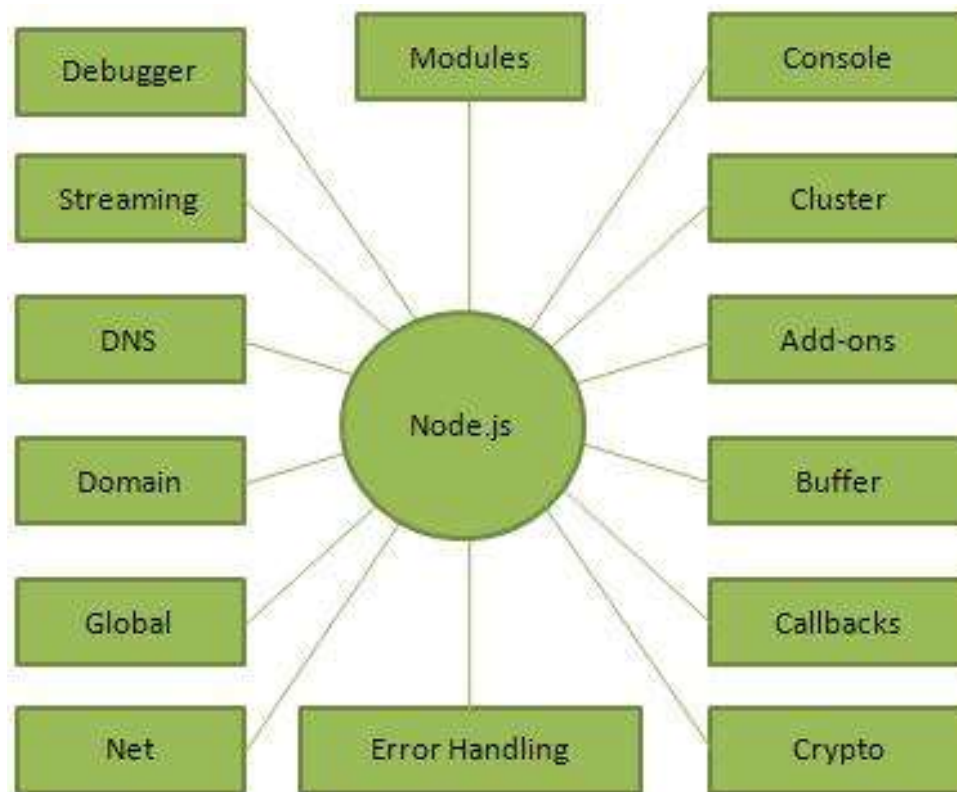 Debugger
Modules
Console
Streaming
Cluster
DNS
Add-ons
Node.js
Domain
Buffer
Global
Callbacks
Net
Error Handling
Crypto